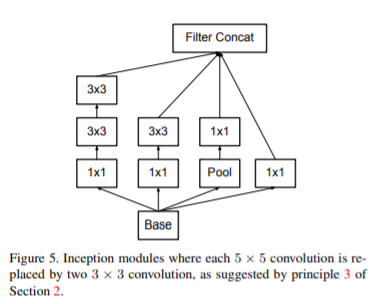 Filter Concat
3x3
3x3 3x3 1x1
1x1 1x1 Pool 1x1
Base
Figure 5. Inception modules where each 5 × 5 convolution is re-
placed by two 3 × 3 convolution, as suggested by principle 3 of
Section 2.